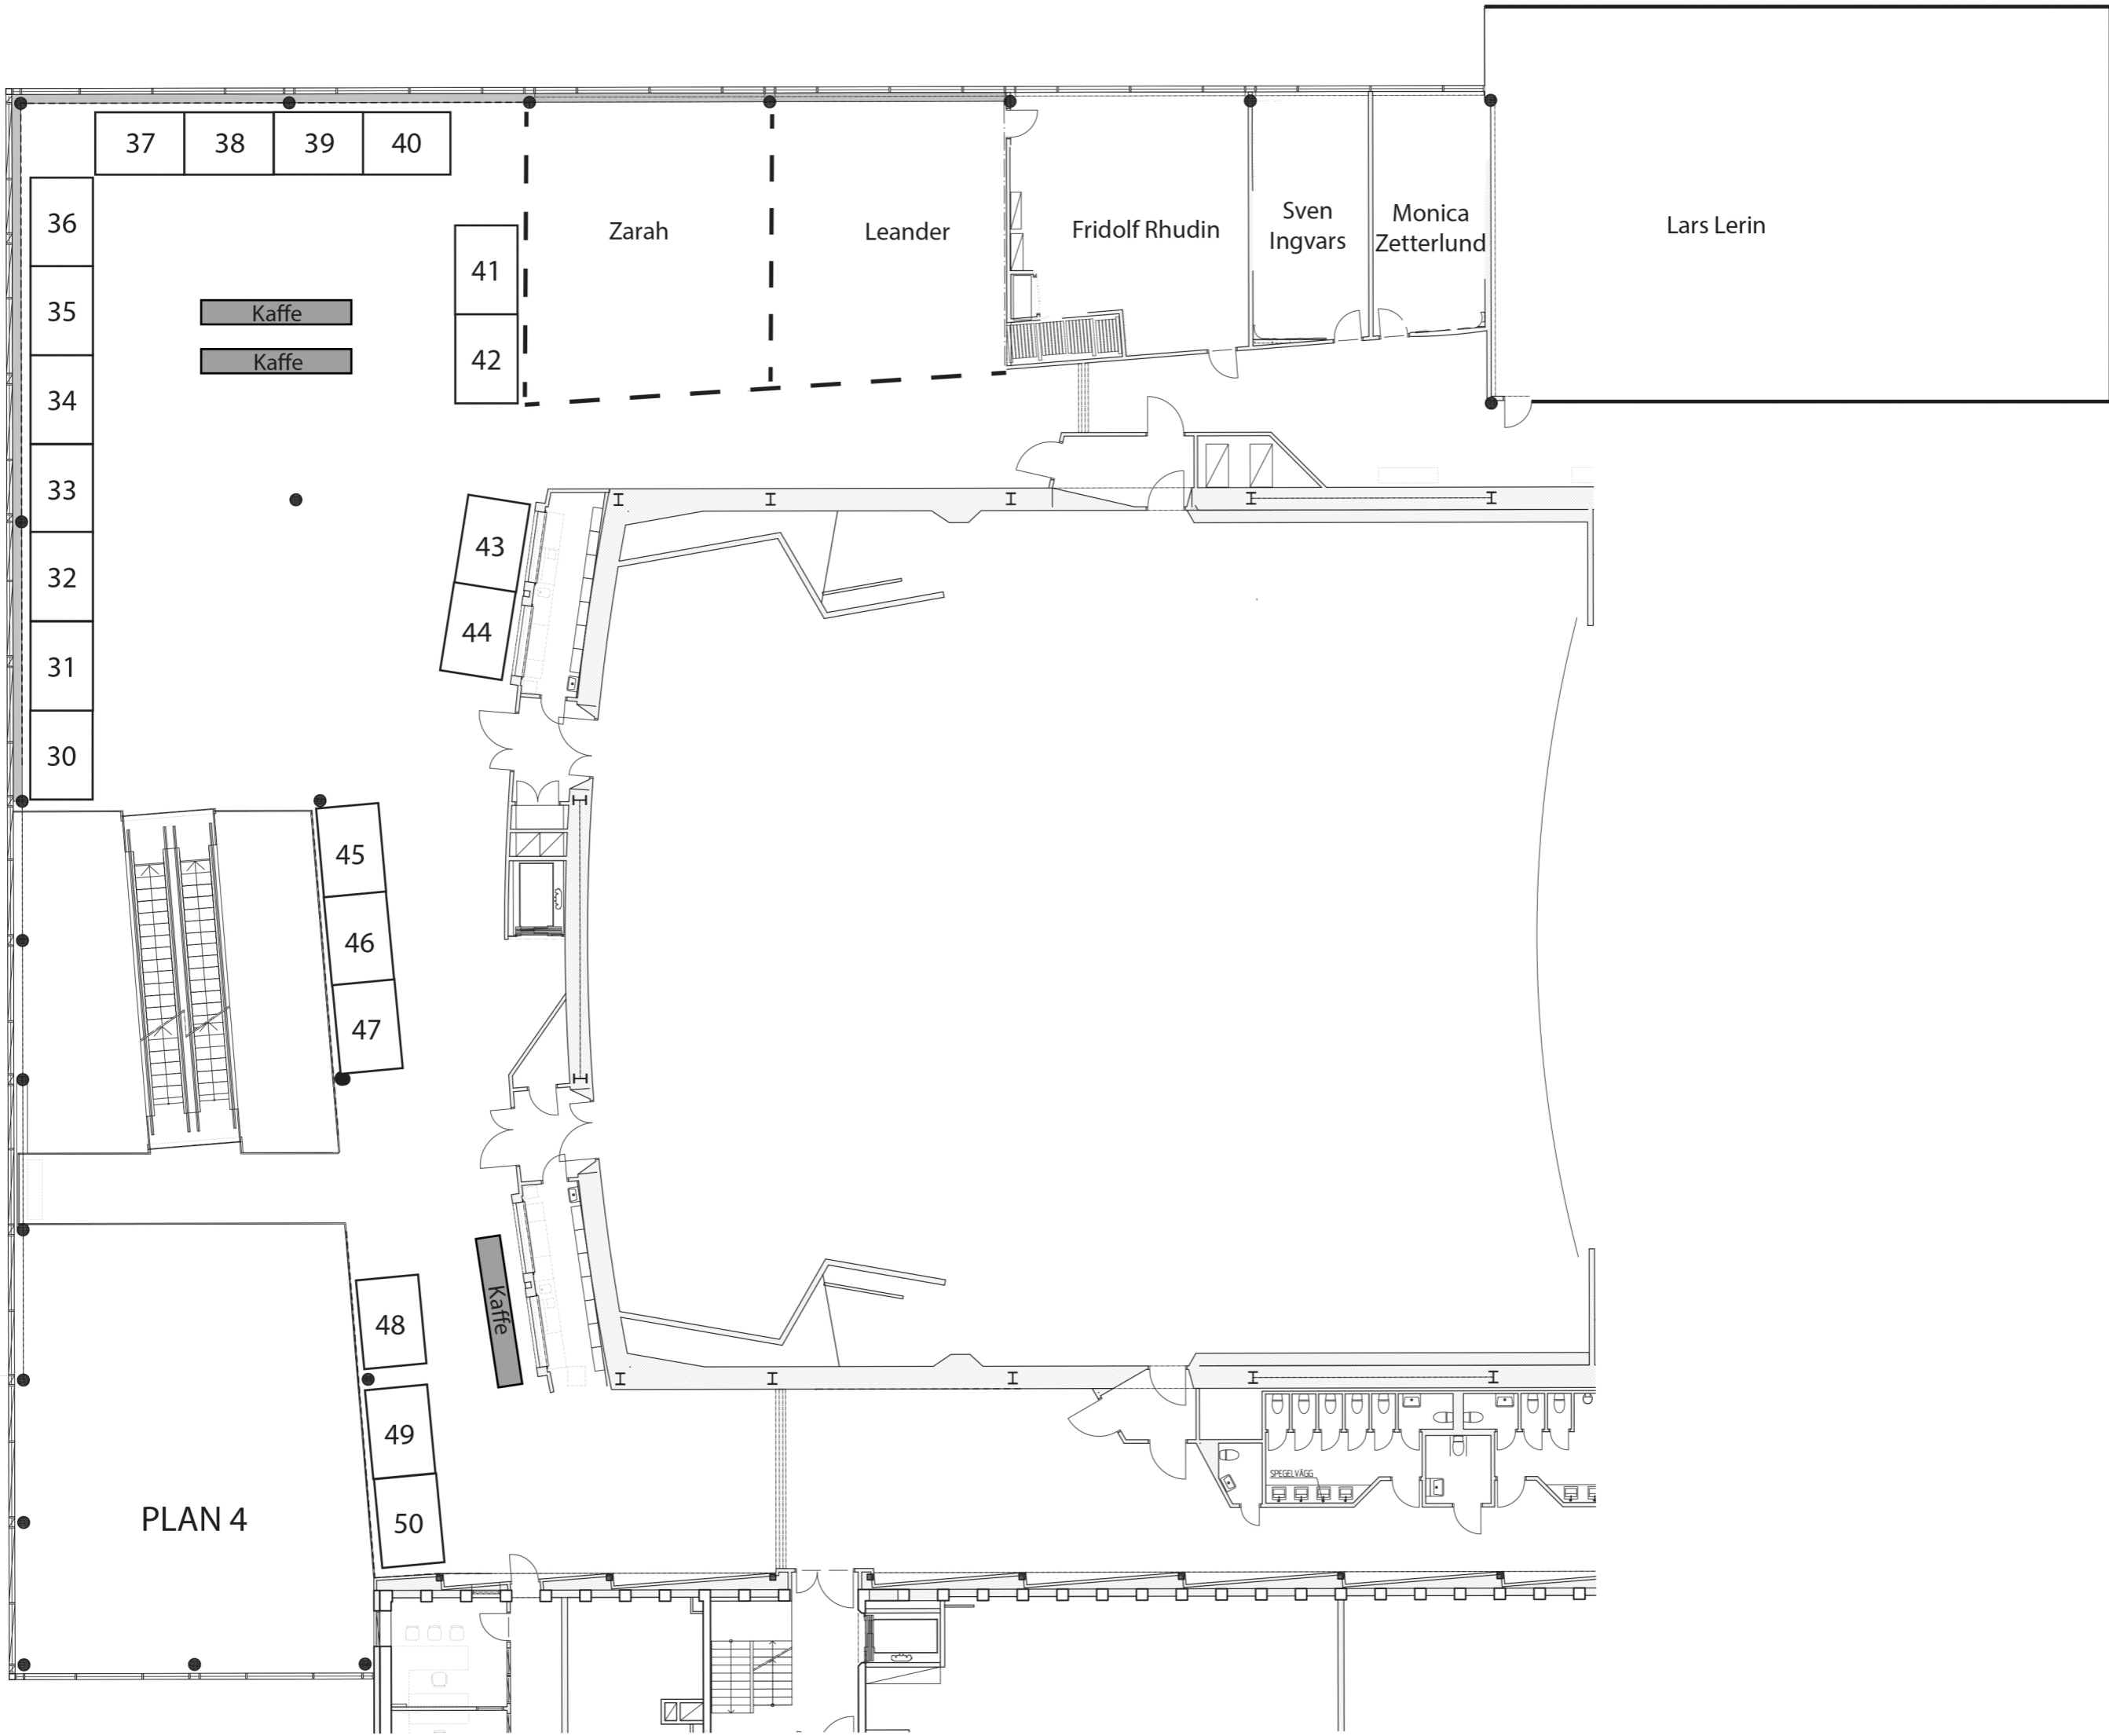 37
38
39
40
36
Zarah
Leander
Fridolf Rhudin
Sven
Ingvars
Monica
Zetterlund
Lars Lerin
41
35
Kaffe
Kaffe
42
34
33
43
32
44
31
30
45
46
47
Kaffe
48
49
SPEGELVÄGG
50
PLAN 4